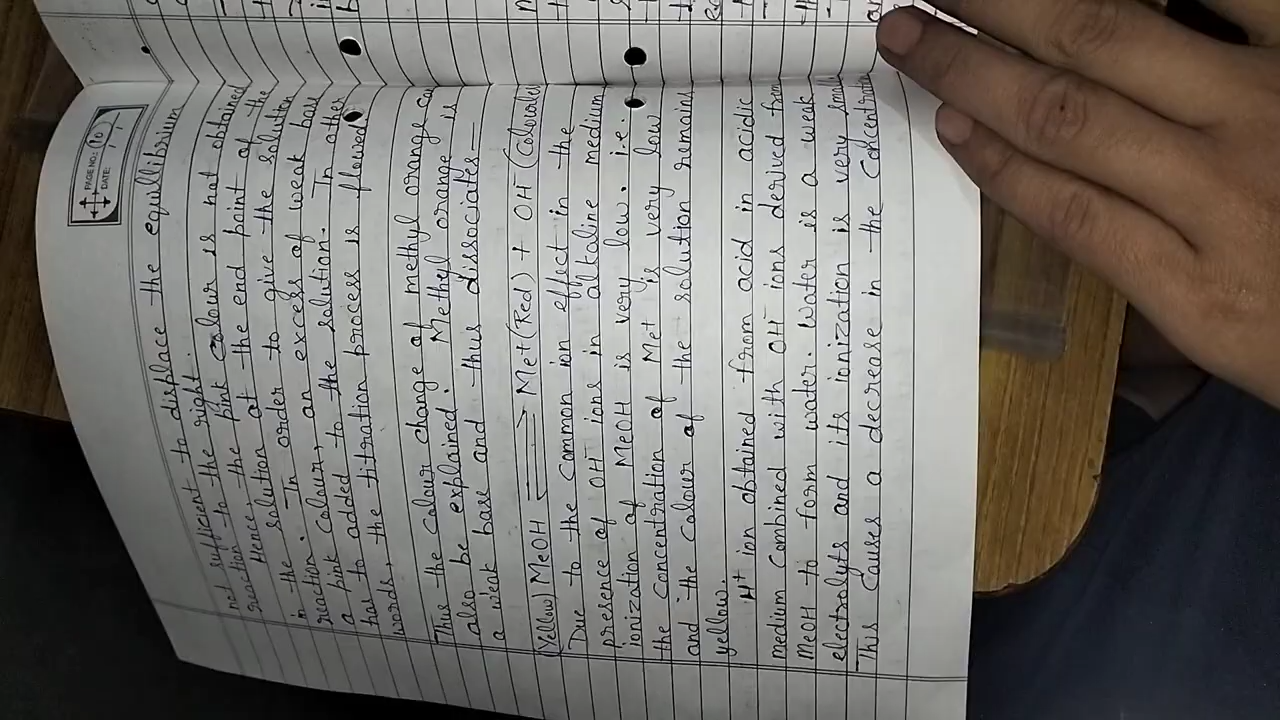 PAGE NO.: 10
DATE: / /
not sufficient to displace the equillibrium
reaction to the right.
Hence, the pink colour is not obtained
in the solution at the end point of the
reaction. In order to give the solution
a pink colour, an excess of weak base
has to added to the solution. In other
words, the titration process is flowed
Thus the colour change of methyl orange can
also be explained. Methyl orange is
a weak base and thus dissociates—
(Yellow) MeOH ⇌ Me+ (Red) + OH- (Colourless)
Due to the common ion effect in the
presence of OH- ions in alkaline medium
ionization of MeOH is very low. i.e.
the concentration of Me+ is very low
and the colour of the solution remains
yellow.
H+ ion obtained from acid in acidic
medium combined with OH- ions derived from
MeOH to form water. Water is a weak
electrolyts and its ionization is very small
This causes a decrease in the concentration